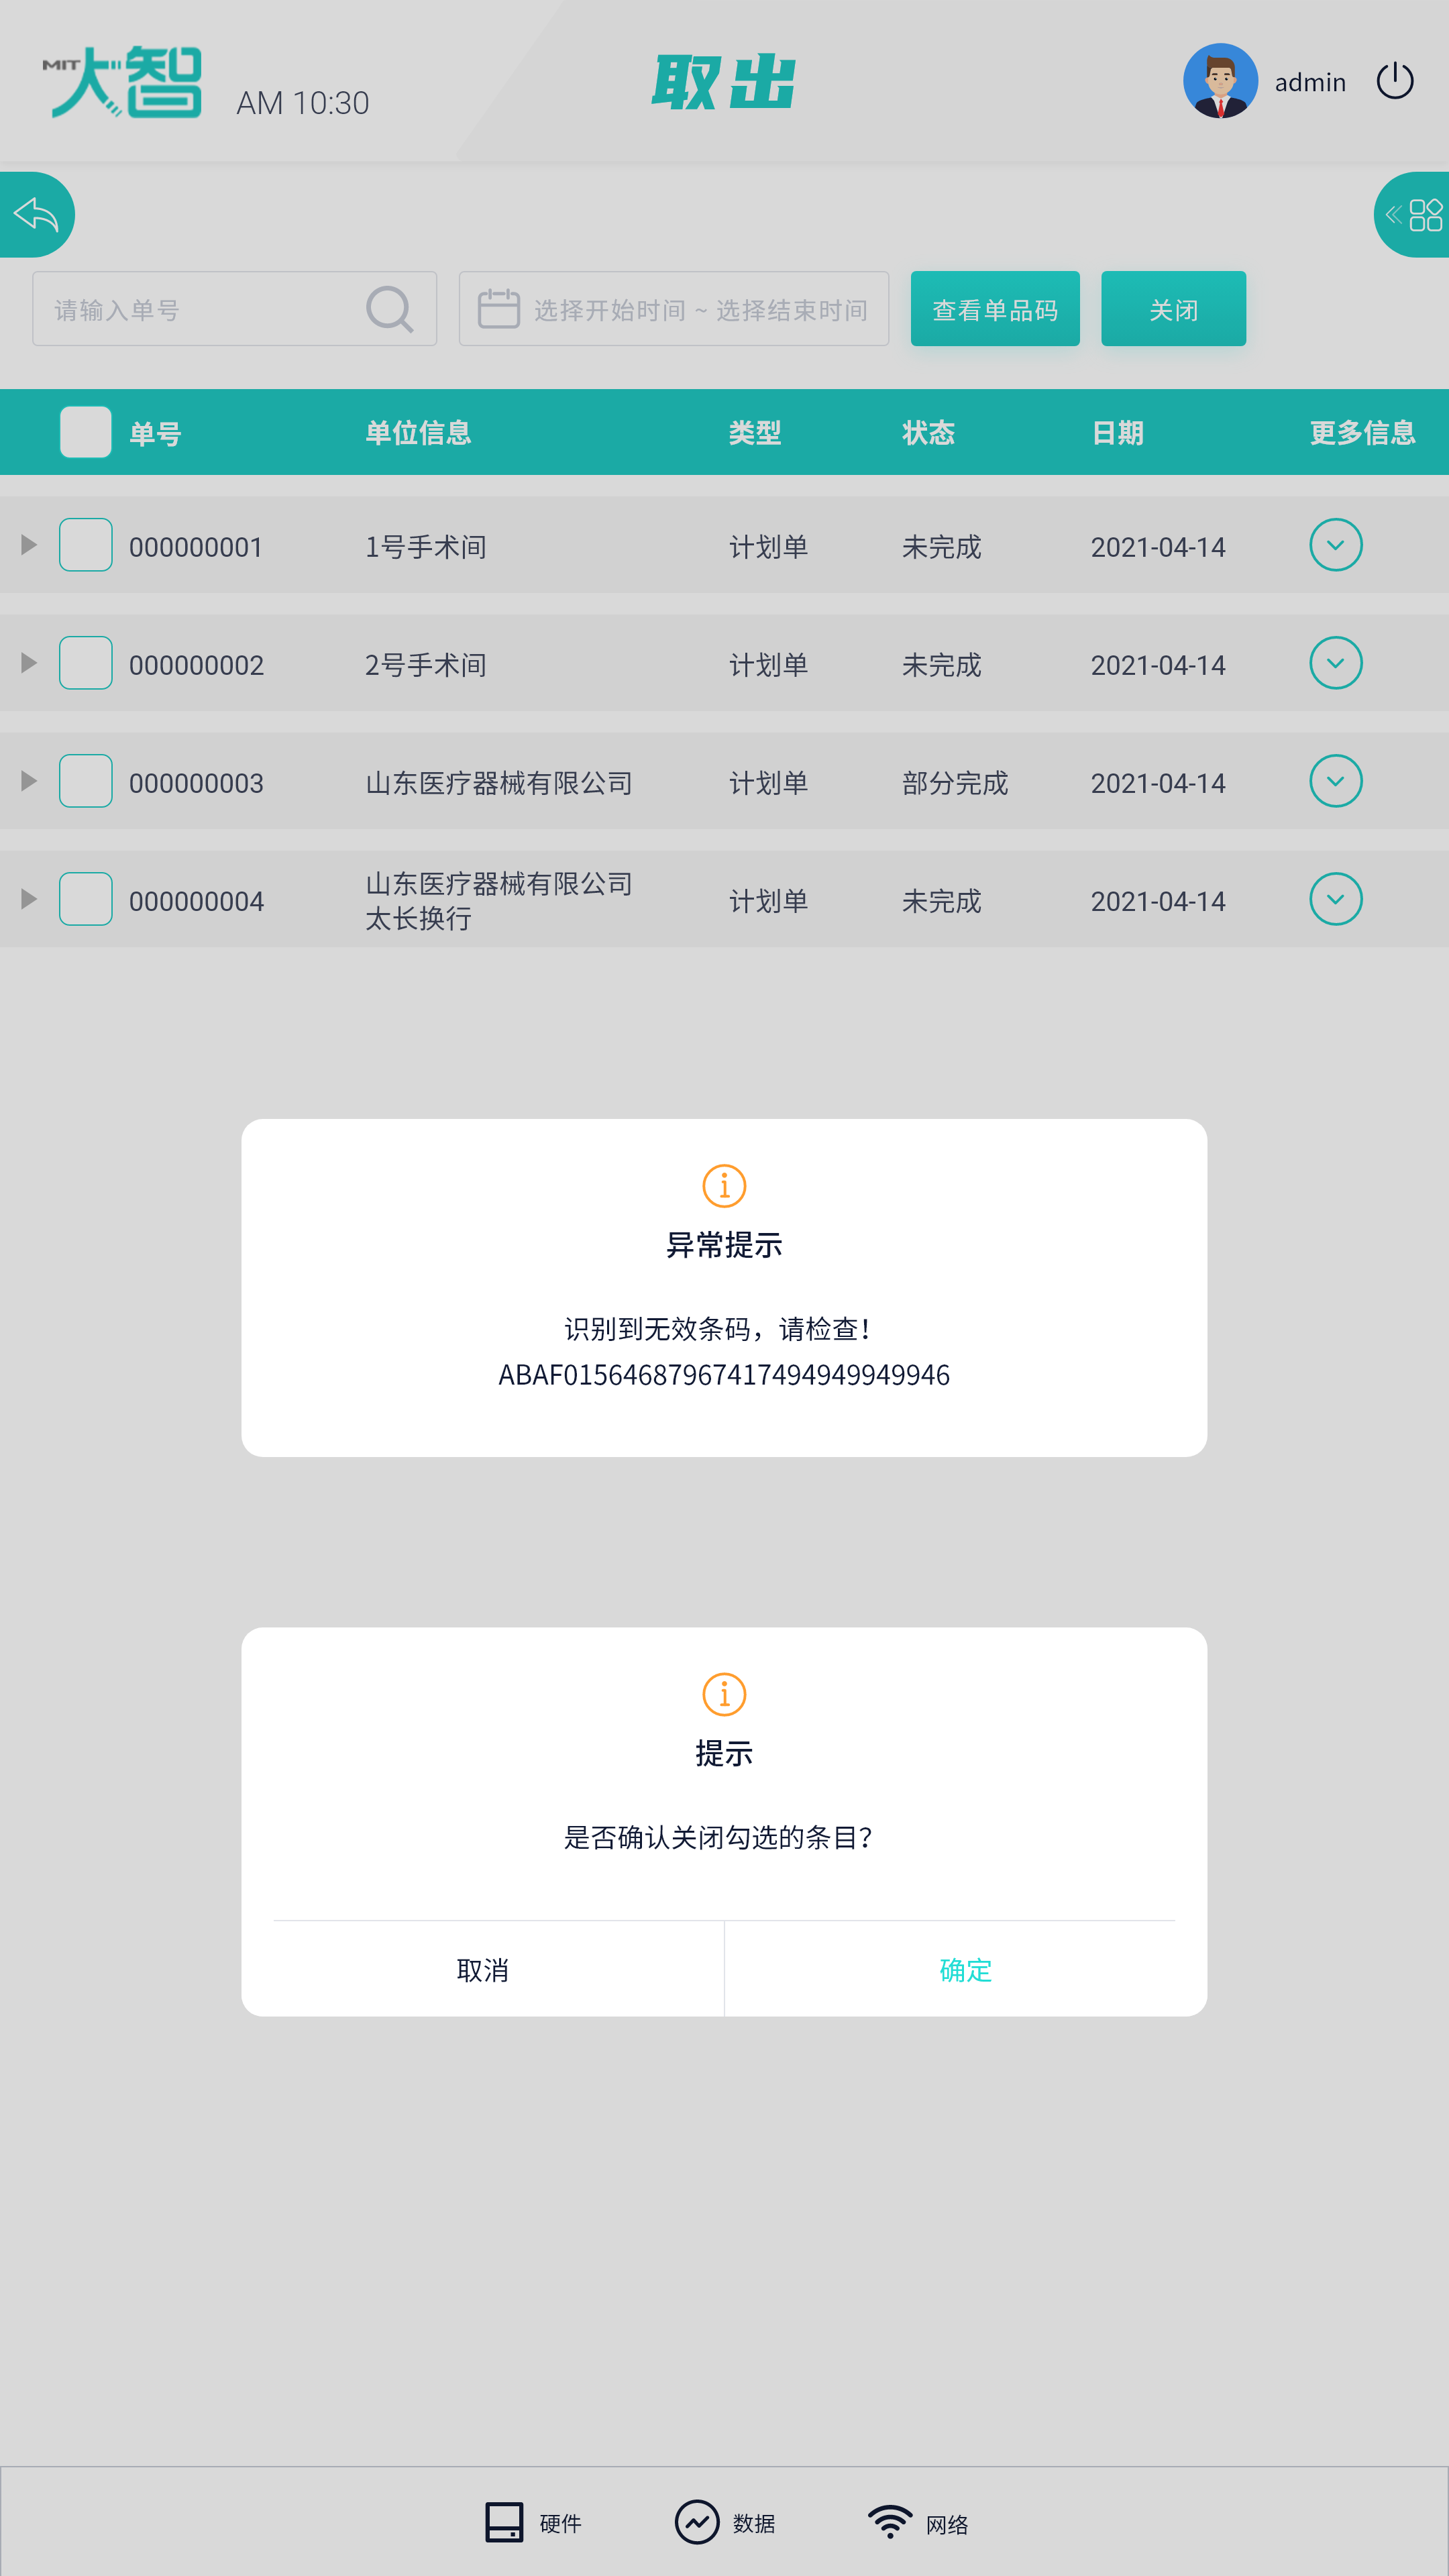 MIT大智
AM 10:30
取出
admin
请输入单号
选择开始时间 ~ 选择结束时间
查看单品码
关闭
单号 单位信息 类型 状态 日期 更多信息
000000001 1号手术间 计划单 未完成 2021-04-14
000000002 2号手术间 计划单 未完成 2021-04-14
000000003 山东医疗器械有限公司 计划单 部分完成 2021-04-14
000000004 山东医疗器械有限公司 计划单 未完成 2021-04-14
太长换行
异常提示
识别到无效条码，请检查！
ABAF01564687967417494949949946
提示
是否确认关闭勾选的条目？
取消 确定
硬件 数据 网络